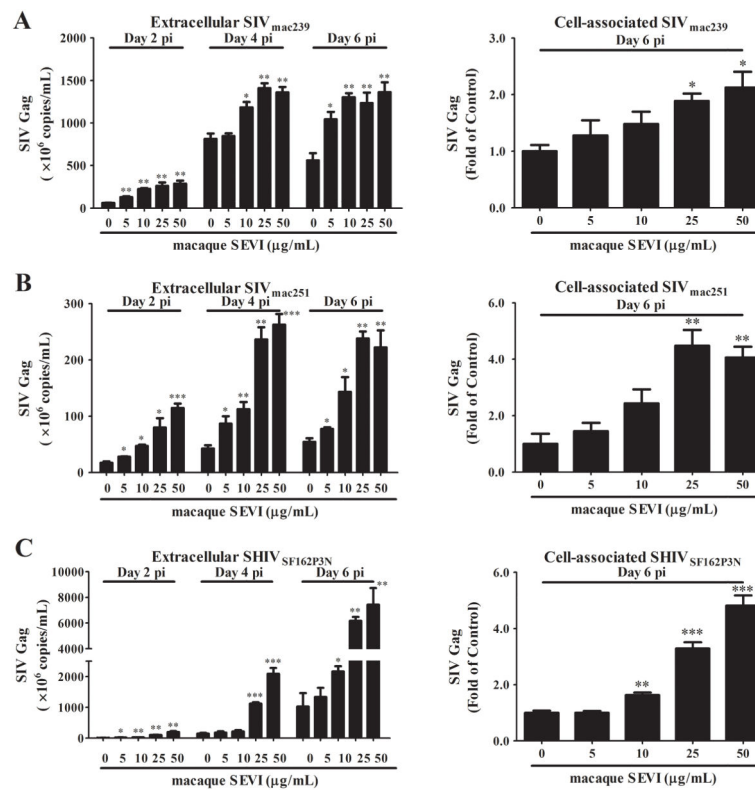 A
Extracellular SIVmac239
Day 2 pi Day 4 pi Day 6 pi
SIV Gag
( ×10⁶ copies/mL)
2000
1500
1000
500
0
** ** ** ** * ** ** * ** ** **
0 5 10 25 50 0 5 10 25 50 0 5 10 25 50
macaque SEVI (μg/mL)
Cell-associated SIVmac239
Day 6 pi
SIV Gag
(Fold of Control)
3.0
2.0
1.0
0.0
* *
0 5 10 25 50
macaque SEVI (μg/mL)
B
Extracellular SIVmac251
Day 2 pi Day 4 pi Day 6 pi
SIV Gag
( ×10⁶ copies/mL)
300
200
100
0
* * * *** * ** ** *** * * ** **
0 5 10 25 50 0 5 10 25 50 0 5 10 25 50
macaque SEVI (μg/mL)
Cell-associated SIVmac251
Day 6 pi
SIV Gag
(Fold of Control)
6.0
4.0
2.0
0.0
** **
0 5 10 25 50
macaque SEVI (μg/mL)
C
Extracellular SHIVSF162P3N
Day 2 pi Day 4 pi Day 6 pi
SIV Gag
( ×10⁶ copies/mL)
10000
8000
6000
4000
2000
1000
0
* ** ** ** *** *** * ** **
0 5 10 25 50 0 5 10 25 50 0 5 10 25 50
macaque SEVI (μg/mL)
Cell-associated SHIVSF162P3N
Day 6 pi
SIV Gag
(Fold of Control)
6.0
4.0
2.0
0.0
** *** ***
0 5 10 25 50
macaque SEVI (μg/mL)